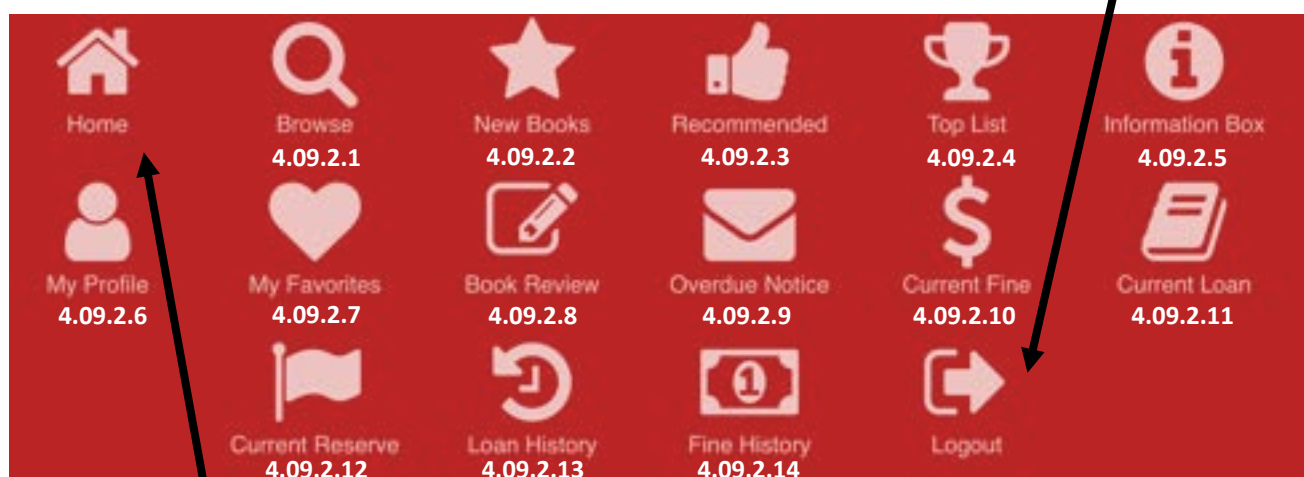 Home Browse New Books Recommended Top List Information Box
4.09.2.1 4.09.2.2 4.09.2.3 4.09.2.4 4.09.2.5
My Profile My Favorites Book Review Overdue Notice Current Fine Current Loan
4.09.2.6 4.09.2.7 4.09.2.8 4.09.2.9 4.09.2.10 4.09.2.11
1
Current Reserve Loan History Fine History Logout
4.09.2.12 4.09.2.13 4.09.2.14